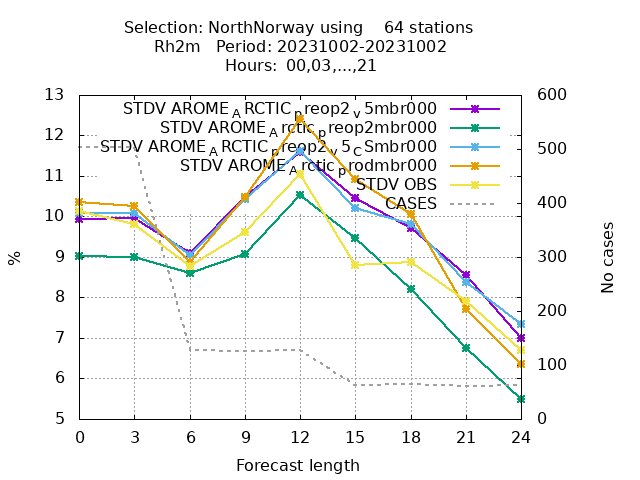 Selection: NorthNorway using    64 stations
Rh2m   Period: 20231002-20231002
Hours:  00,03,...,21
STDV AROME_ARCTIC_preop2_v5mbr000
STDV AROME_Arctic_preop2mbr000
STDV AROME_ARCTIC_preop2_v5_CSmbr000
STDV AROME_Arctic_prodmbr000
STDV OBS
CASES
13
12
11
10
9
8
7
6
5
%
600
500
400
300
200
100
0
No cases
0 3 6 9 12 15 18 21 24
Forecast length